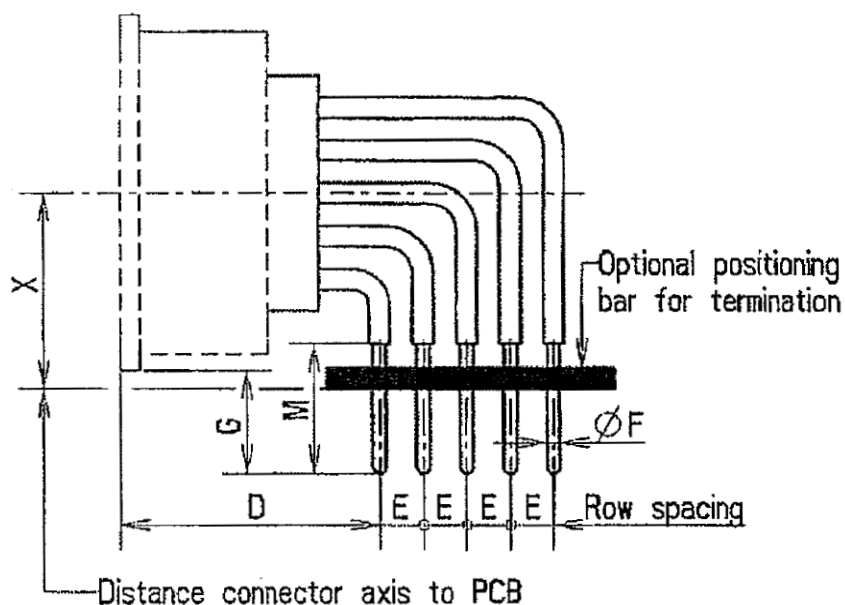 X
Optional positioning
bar for termination
G
M
ØF
D
E
E
E
E
Row spacing
Distance connector axis to PCB